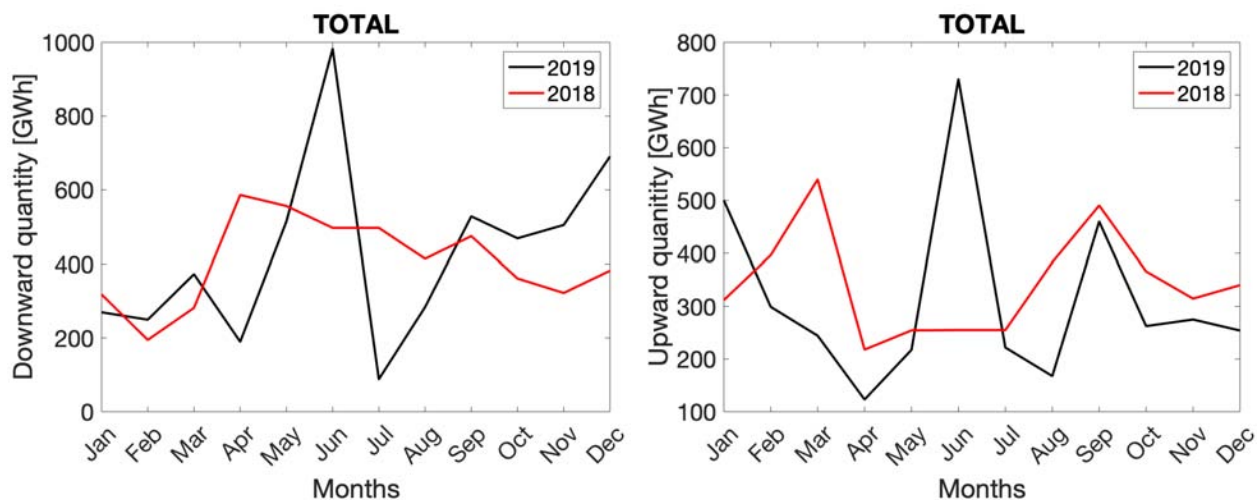 TOTAL
Downward quantity [GWh]
1000
800
600
400
200
0
2019
2018
Jan
Feb
Mar
Apr
May
Jun
Jul
Aug
Sep
Oct
Nov
Dec
Months
TOTAL
Upward quanitity [GWh]
800
700
600
500
400
300
200
100
2019
2018
Jan
Feb
Mar
Apr
May
Jun
Jul
Aug
Sep
Oct
Nov
Dec
Months